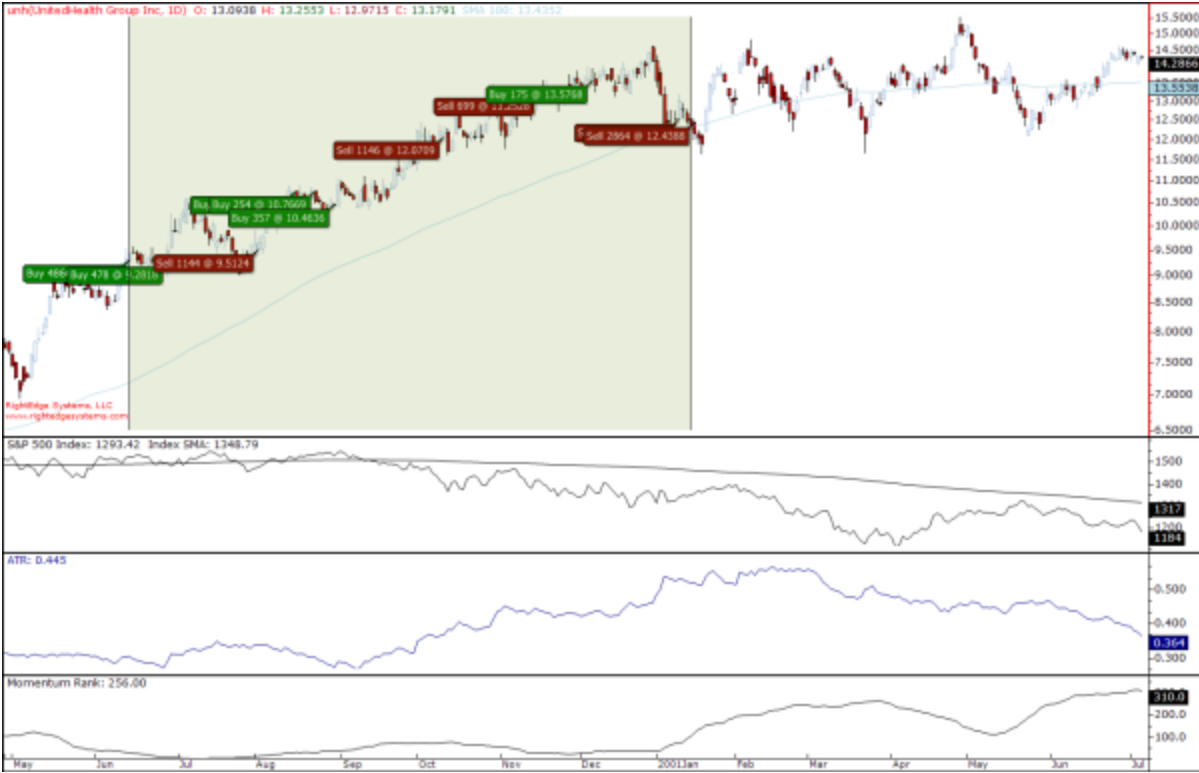 unh(UnitedHealth Group Inc, 1D) O: 13.0938 H: 13.2553 L: 12.9715 C: 13.1791 SMA 100: 13.4352
15.5000
15.0000
14.5000
14.2866
13.5538
13.0000
12.5000
12.0000
11.5000
11.0000
10.5000
10.0000
9.5000
9.0000
8.5000
8.0000
7.5000
7.0000
6.5000
Buy 175 @ 13.5768
Sell 699 @
Sell 2864 @ 12.4388
Sell 1146 @ 12.0709
Buy 254 @ 10.7669
Buy 357 @ 10.4636
Sell 1144 @ 9.5124
Buy 478 @ 9.2818
RightEdge Systems, LLC
www.rightedgesystems.com
S&P 500 Index: 1293.42 Index SMA: 1348.79
1500
1400
1317
1200
1184
ATR: 0.445
0.500
0.400
0.364
0.300
Momentum Rank: 256.00
310.0
200.0
100.0
May Jun Jul Aug Sep Oct Nov Dec 2001Jan Feb Mar Apr May Jun Jul